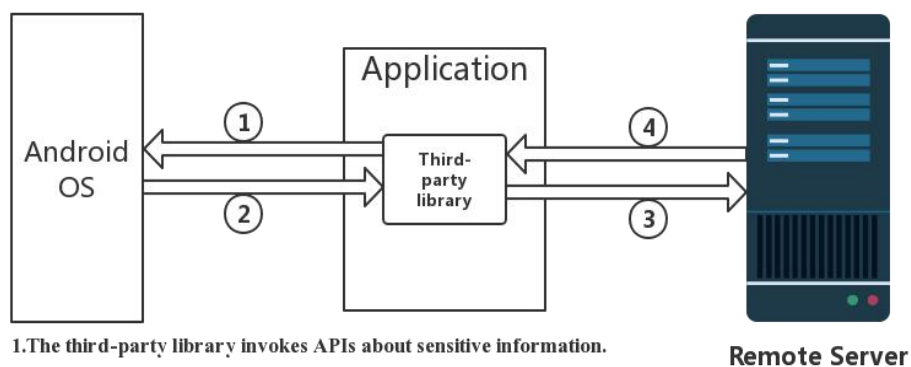 Application
1
4
Android
OS
Third-
party
library
2
3
1.The third-party library invokes APIs about sensitive information.
Remote Server